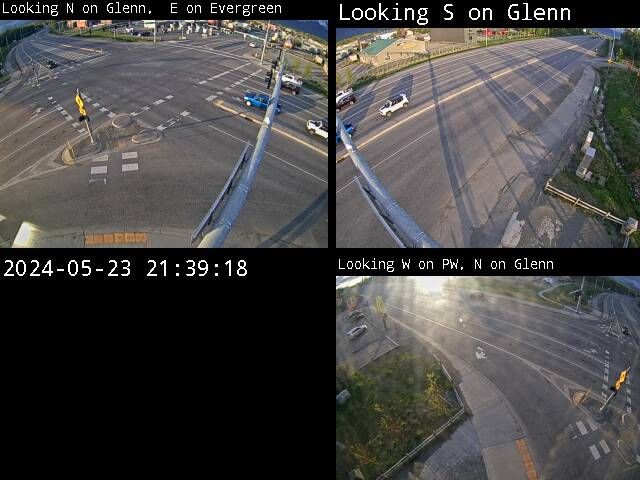 Looking N on Glenn, E on Evergreen
Looking S on Glenn
2024-05-23 21:39:18
Looking W on PW, N on Glenn